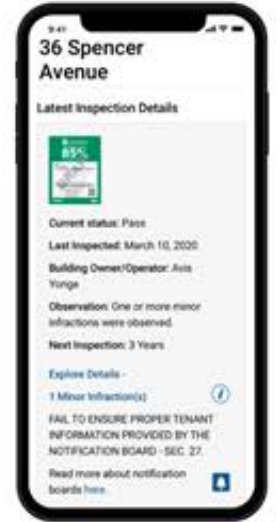 9:41
36 Spencer
Avenue
Latest Inspection Details
85%
Current status: Pass
Last Inspected: March 10, 2020
Building Owner/Operator: Avis
Yonge
Observation: One or more minor
infractions were observed.
Next Inspection: 3 Years
Explore Details -
1 Minor Infraction(s)
FAIL TO ENSURE PROPER TENANT
INFORMATION PROVIDED BY THE
NOTIFICATION BOARD - SEC. 27.
Read more about notification
boards here.